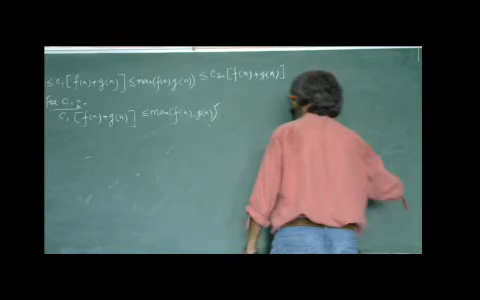 ≤ C₁ [f(n)+g(n)] ≤ max(f(n),g(n)) ≤ C₂ [f(n)+g(n)]
For C₁:-
C₁ [f(n)+g(n)] ≤ max(f(n),g(n))